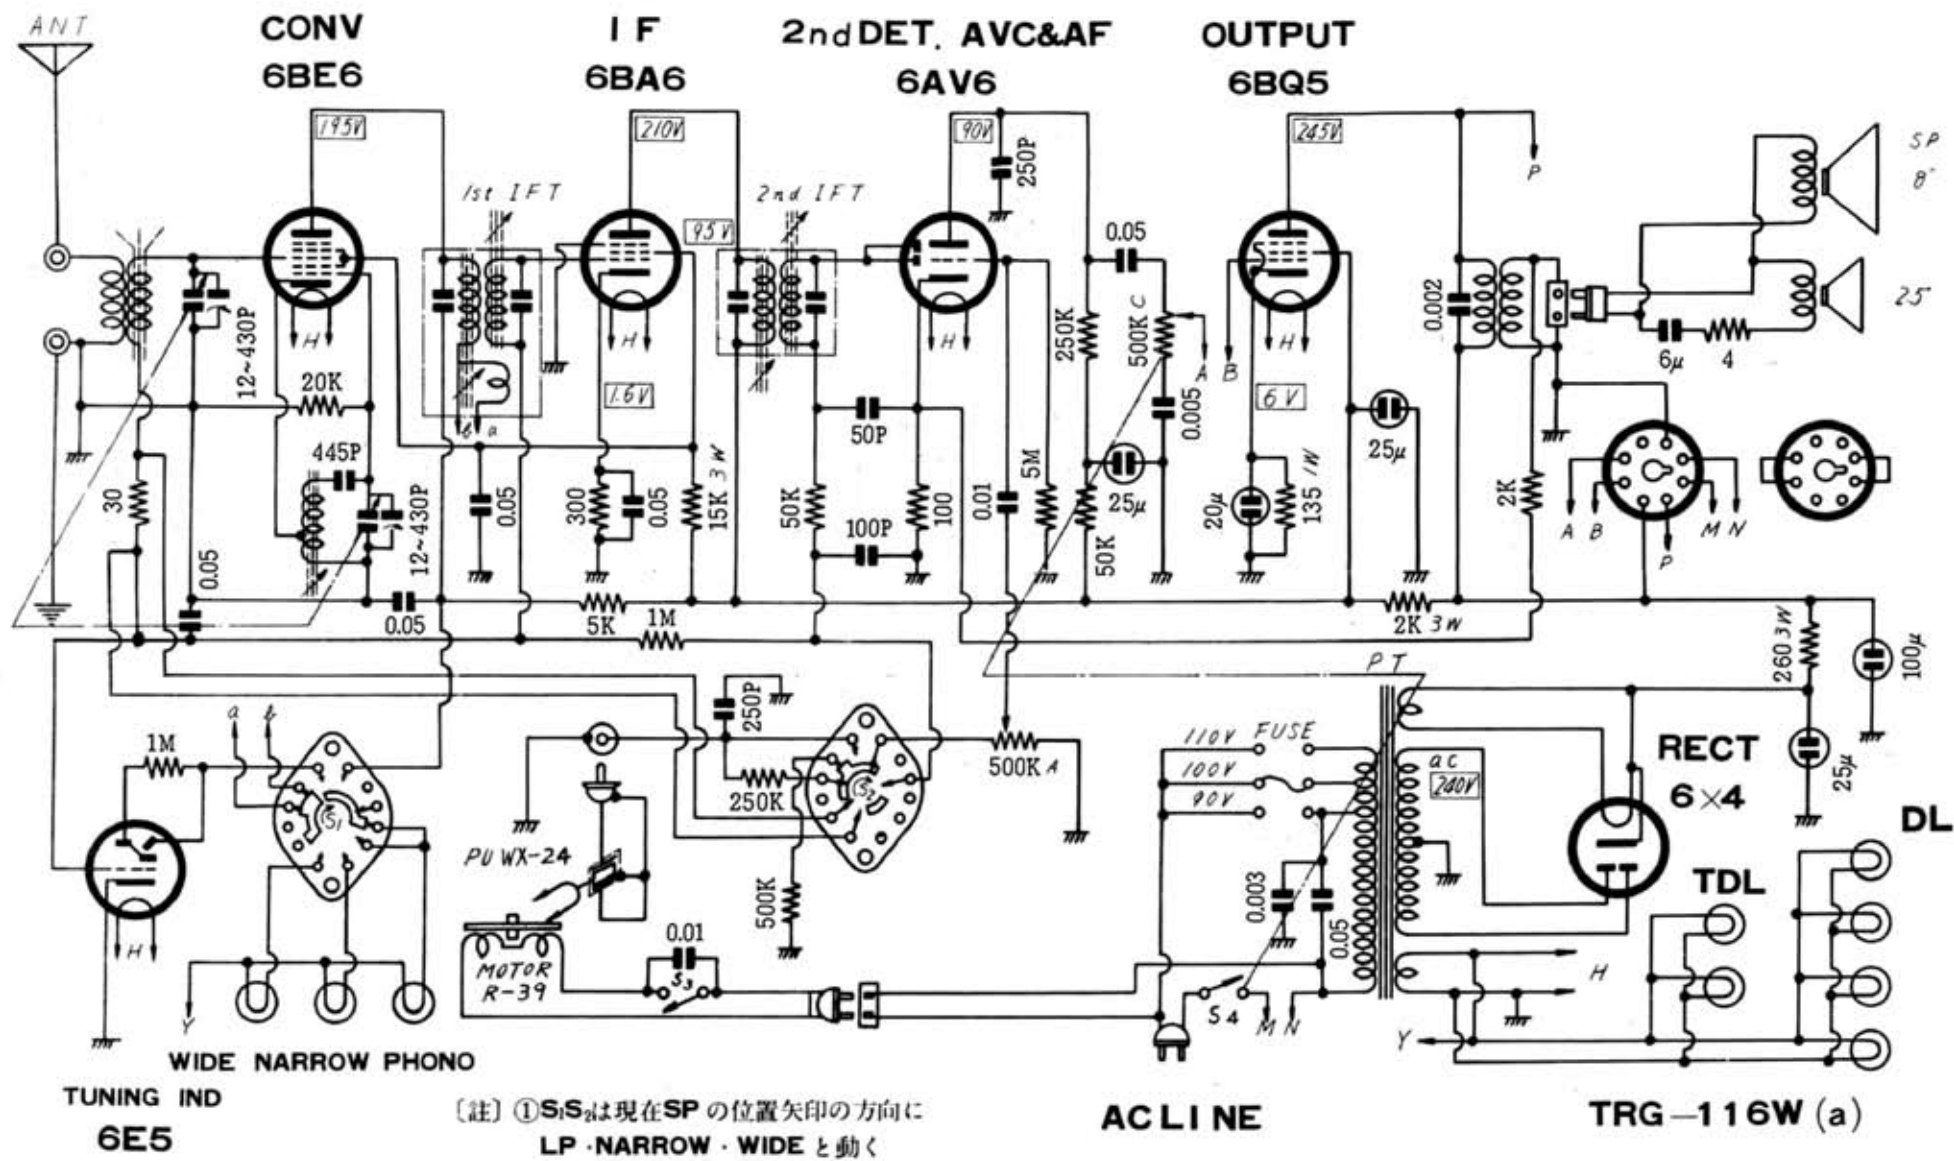 ANT
CONV
6BE6
IF
6BA6
2nd DET. AVC&AF
6AV6
OUTPUT
6BQ5
195V
210V
90V
245V
250P
P
SP
8"
1st IFT
95V
2nd IFT
0.05
12~430P
H
H
H
H
250K
500K C
A
B
0.002
25
6μ
4
20K
1.6V
6V
b a
50P
0.005
25μ
445P
30
12~430P
0.05
300
0.05
15K 3W
50K
100P
100
0.01
5M
25μ
50K
20μ
135 1W
2K
A B
M N
P
0.05
0.05
5K
1M
2K 3W
260 3W
100μ
PT
a b
250P
1M
S1
S2
250K
500K A
110V FUSE
100V
90V
ac
240V
RECT
6×4
25μ
DL
PU WX-24
500K
0.003
0.05
TDL
H
0.01
MOTOR
R-39
S3
S4
M N
H
Y
Y
WIDE NARROW PHONO
TUNING IND
6E5
〔註〕①S₁S₂は現在SPの位置矢印の方向に
LP・NARROW・WIDEと動く
ACLINE
TRG-116W (a)